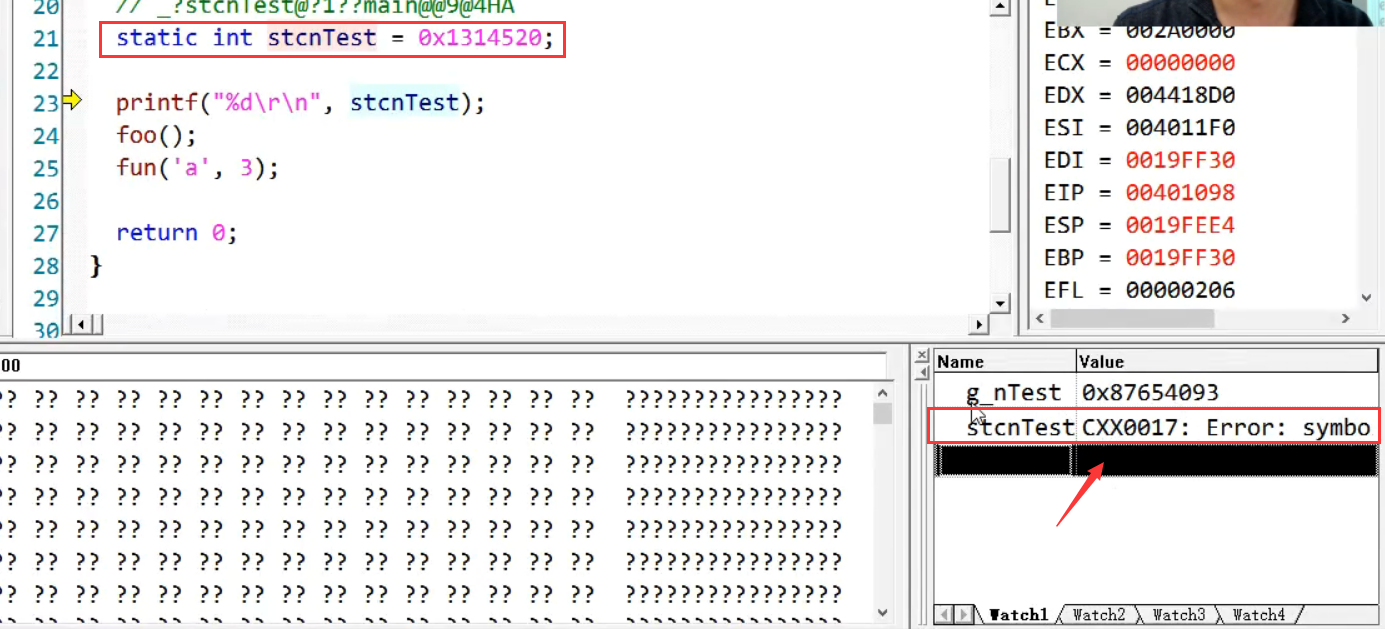 20 // _?stcnTest@?1??main@@9@4HA
21 static int stcnTest = 0x1314520;
22
23 printf("%d\r\n", stcnTest);
24 foo();
25 fun('a', 3);
26
27 return 0;
28 }
29
30
EBX = 002A0000
ECX = 00000000
EDX = 004418D0
ESI = 004011F0
EDI = 0019FF30
EIP = 00401098
ESP = 0019FEE4
EBP = 0019FF30
EFL = 00000206
00
?? ?? ?? ?? ?? ?? ?? ?? ?? ?? ?? ?? ?? ?? ?? ????????????????
?? ?? ?? ?? ?? ?? ?? ?? ?? ?? ?? ?? ?? ?? ?? ????????????????
?? ?? ?? ?? ?? ?? ?? ?? ?? ?? ?? ?? ?? ?? ?? ????????????????
?? ?? ?? ?? ?? ?? ?? ?? ?? ?? ?? ?? ?? ?? ?? ????????????????
?? ?? ?? ?? ?? ?? ?? ?? ?? ?? ?? ?? ?? ?? ?? ????????????????
?? ?? ?? ?? ?? ?? ?? ?? ?? ?? ?? ?? ?? ?? ?? ????????????????
?? ?? ?? ?? ?? ?? ?? ?? ?? ?? ?? ?? ?? ?? ?? ????????????????
Name Value
g_nTest 0x87654093
stcnTest CXX0017: Error: symbo
Watch1 Watch2 Watch3 Watch4